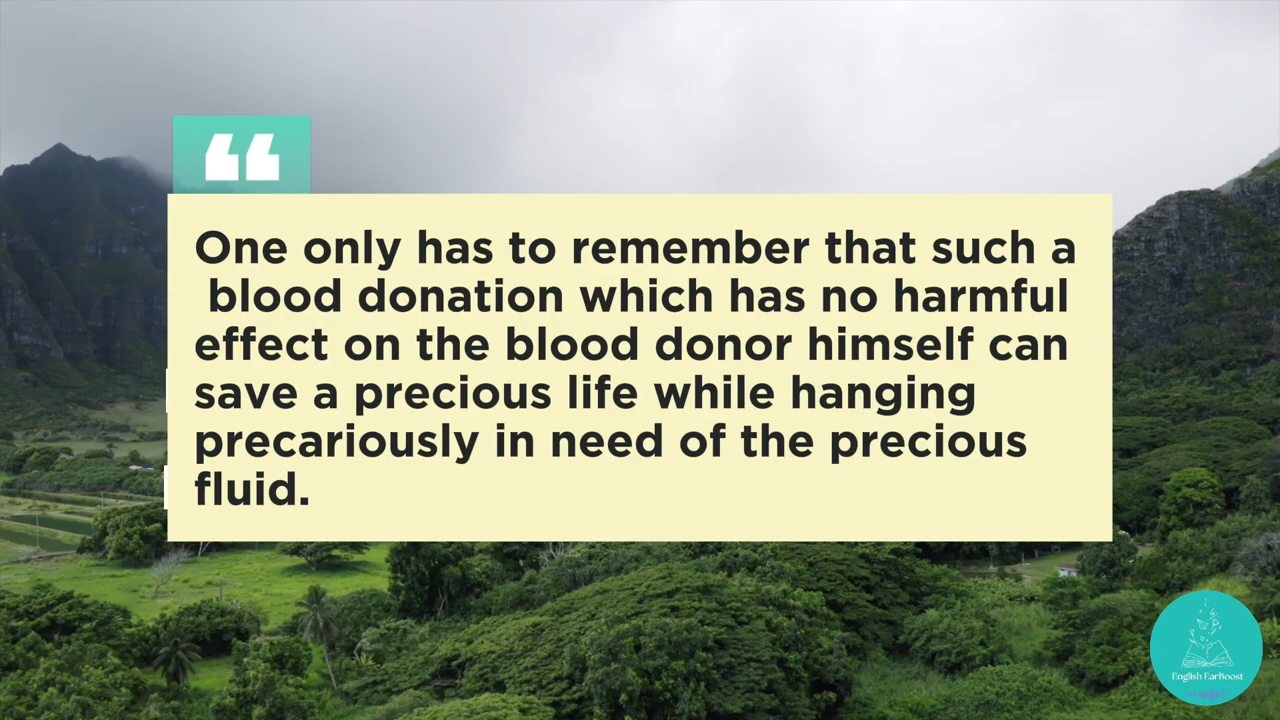 “
One only has to remember that such a
blood donation which has no harmful
effect on the blood donor himself can
save a precious life while hanging
precariously in need of the precious
fluid.
English EarBoost